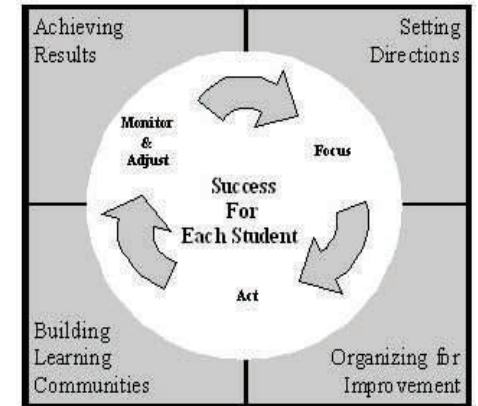 Achieving
Results
Setting
Directions
Monitor
&
Adjust
Focus
Success
For
Each Student
Act
Building
Learning
Communities
Organizing for
Improvement